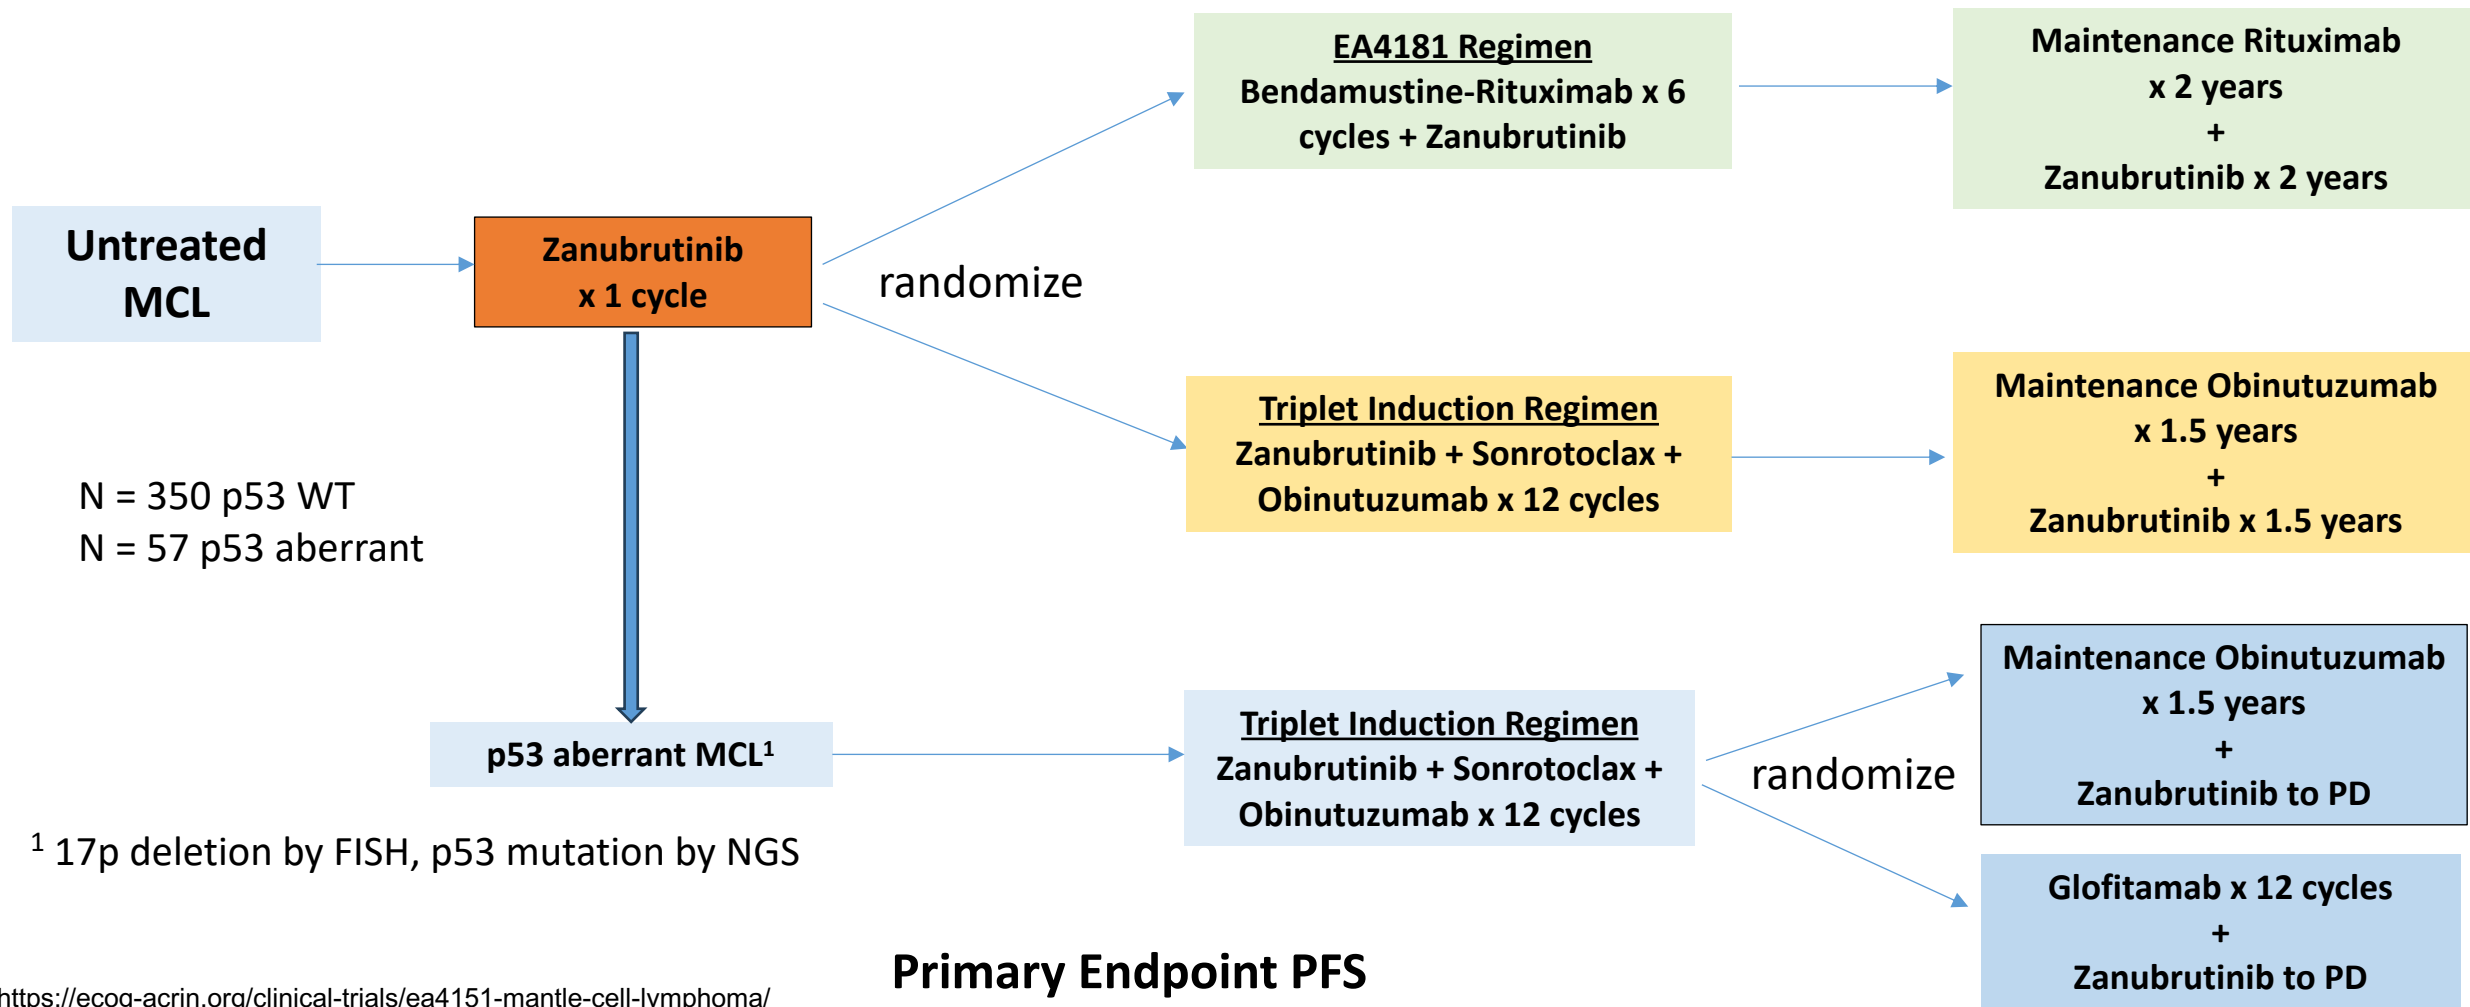 Untreated
MCL
Zanubrutinib
x 1 cycle
randomize
EA4181 Regimen
Bendamustine-Rituximab x 6
cycles + Zanubrutinib
Maintenance Rituximab
x 2 years
+
Zanubrutinib x 2 years
Triplet Induction Regimen
Zanubrutinib + Sonrotoclax +
Obinutuzumab x 12 cycles
Maintenance Obinutuzumab
x 1.5 years
+
Zanubrutinib x 1.5 years
N = 350 p53 WT
N = 57 p53 aberrant
p53 aberrant MCL¹
Triplet Induction Regimen
Zanubrutinib + Sonrotoclax +
Obinutuzumab x 12 cycles
randomize
Maintenance Obinutuzumab
x 1.5 years
+
Zanubrutinib to PD
Glofitamab x 12 cycles
+
Zanubrutinib to PD
¹ 17p deletion by FISH, p53 mutation by NGS
Primary Endpoint PFS
https://ecog-acrin.org/clinical-trials/ea4151-mantle-cell-lymphoma/